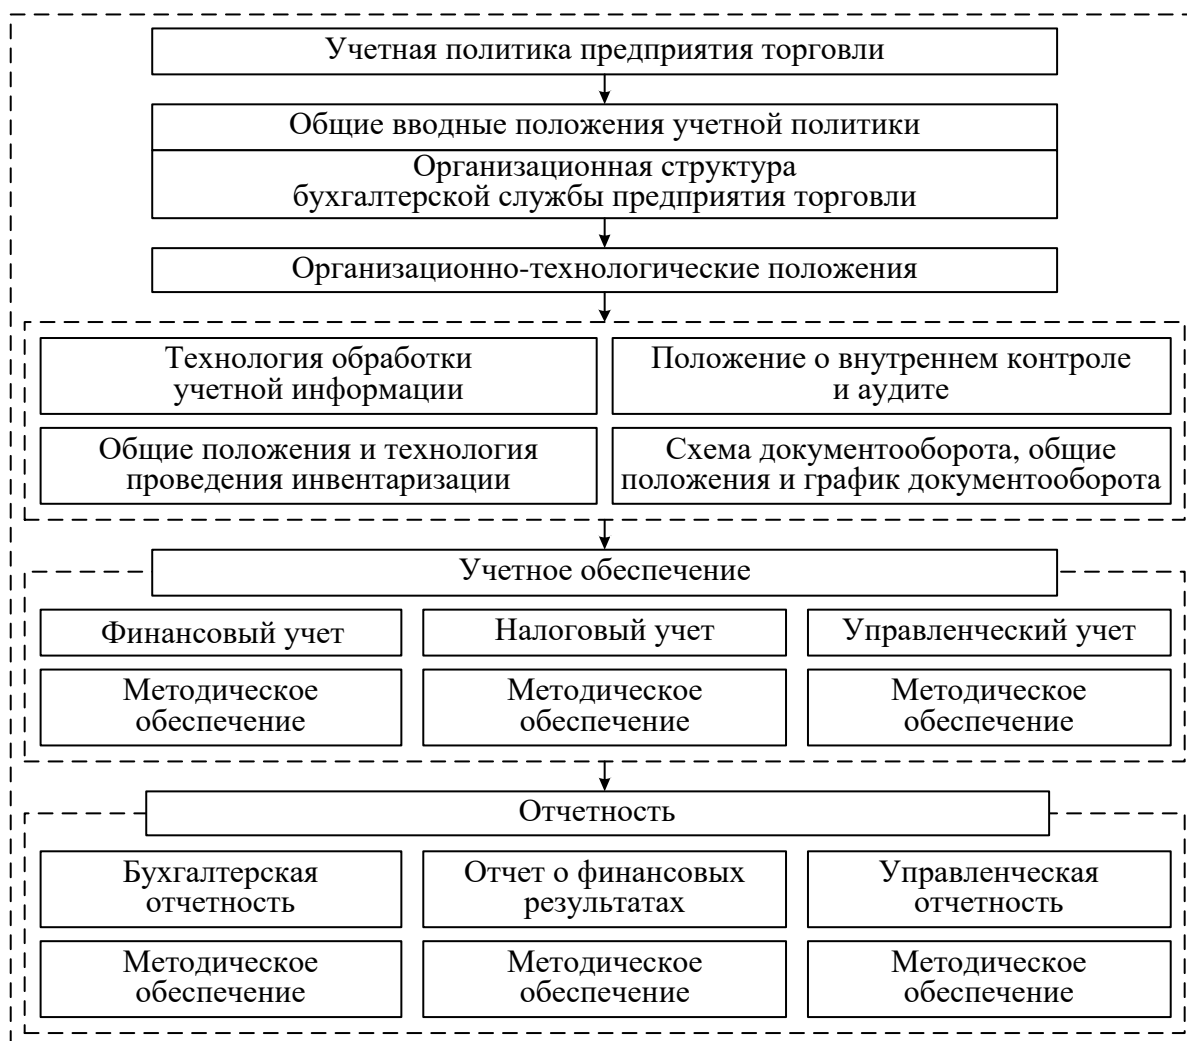 Учетная политика предприятия торговли
Общие вводные положения учетной политики
Организационная структура
бухгалтерской службы предприятия торговли
Организационно-технологические положения
Технология обработки
учетной информации
Положение о внутреннем контроле
и аудите
Общие положения и технология
проведения инвентаризации
Схема документооборота, общие
положения и график документооборота
Учетное обеспечение
Финансовый учет
Налоговый учет
Управленческий учет
Методическое
обеспечение
Методическое
обеспечение
Методическое
обеспечение
Отчетность
Бухгалтерская
отчетность
Отчет о финансовых
результатах
Управленческая
отчетность
Методическое
обеспечение
Методическое
обеспечение
Методическое
обеспечение